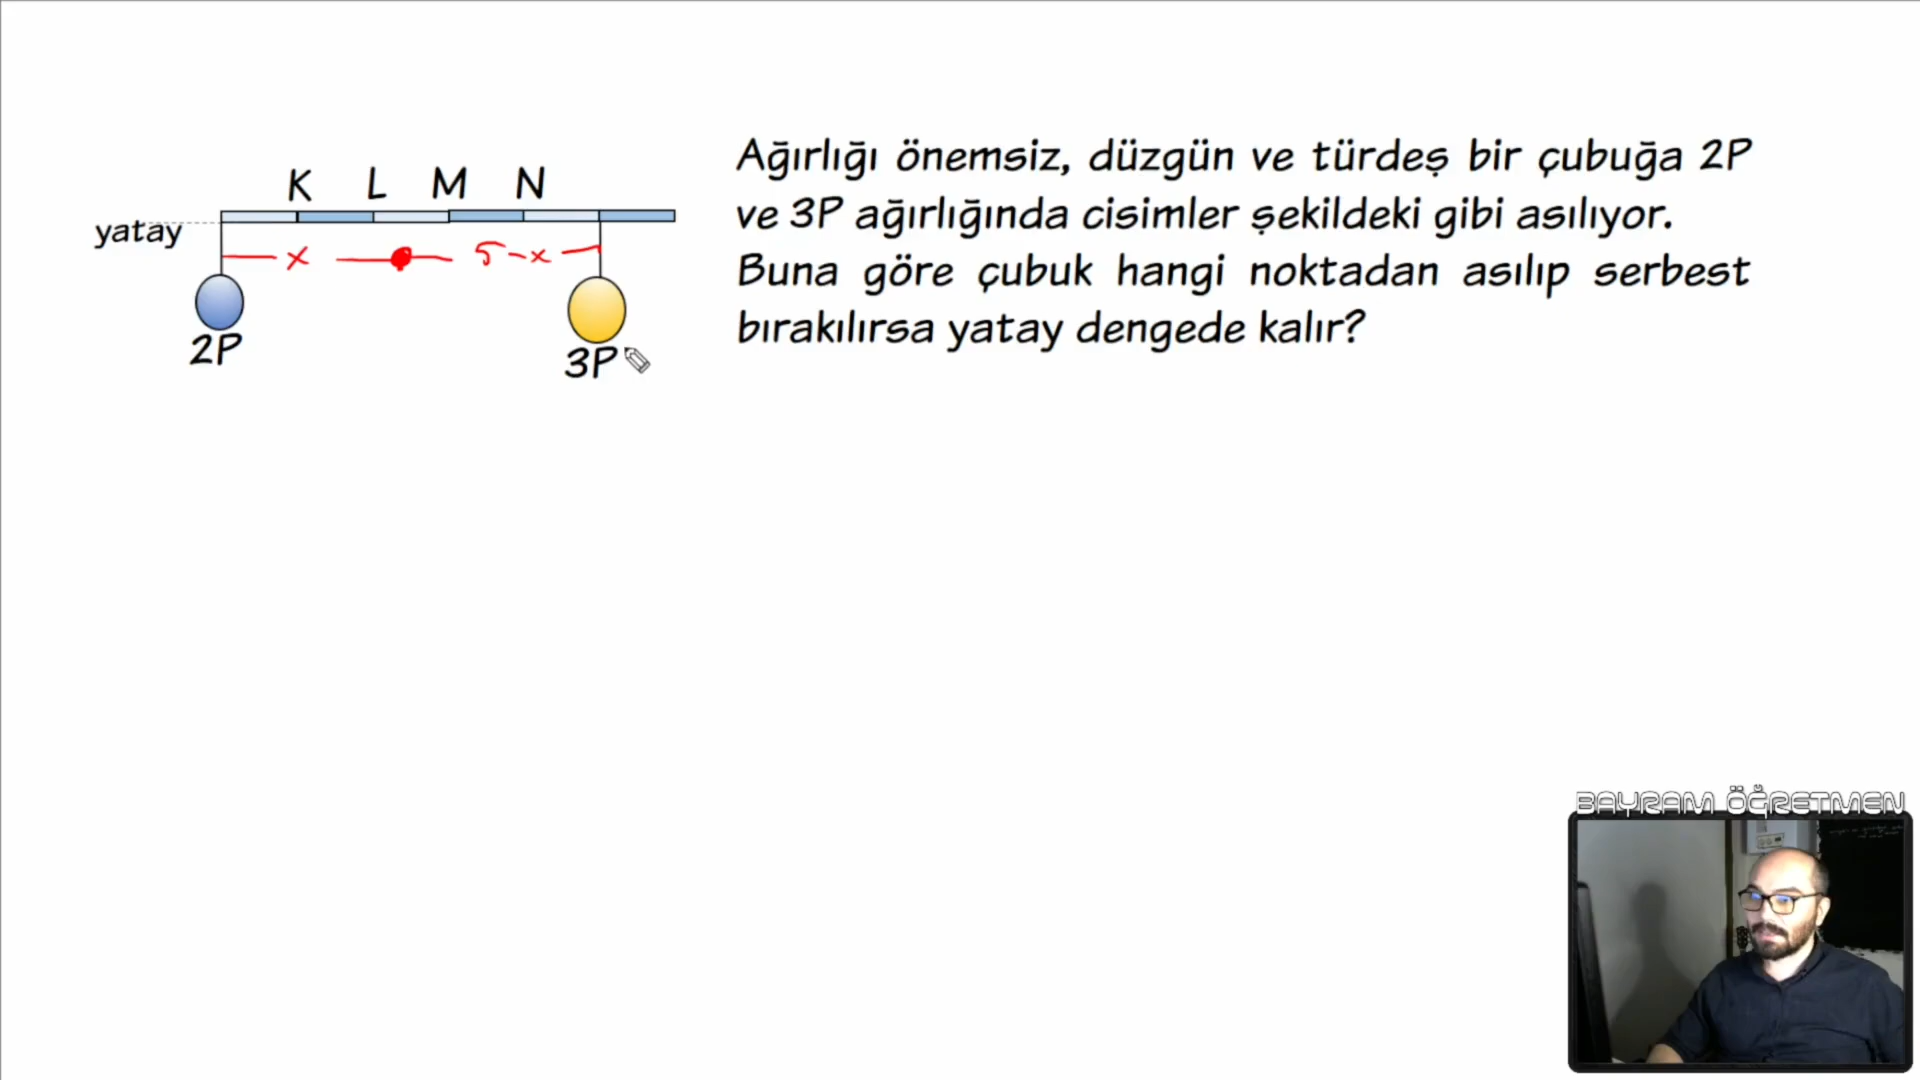 K L M N
yatay
x 5-x
2P
3P
Ağırlığı önemsiz, düzgün ve türdeş bir çubuğa 2P
ve 3P ağırlığında cisimler şekildeki gibi asılıyor.
Buna göre çubuk hangi noktadan asılıp serbest
bırakılırsa yatay dengede kalır?
BAYRAM ÖĞRETMEN